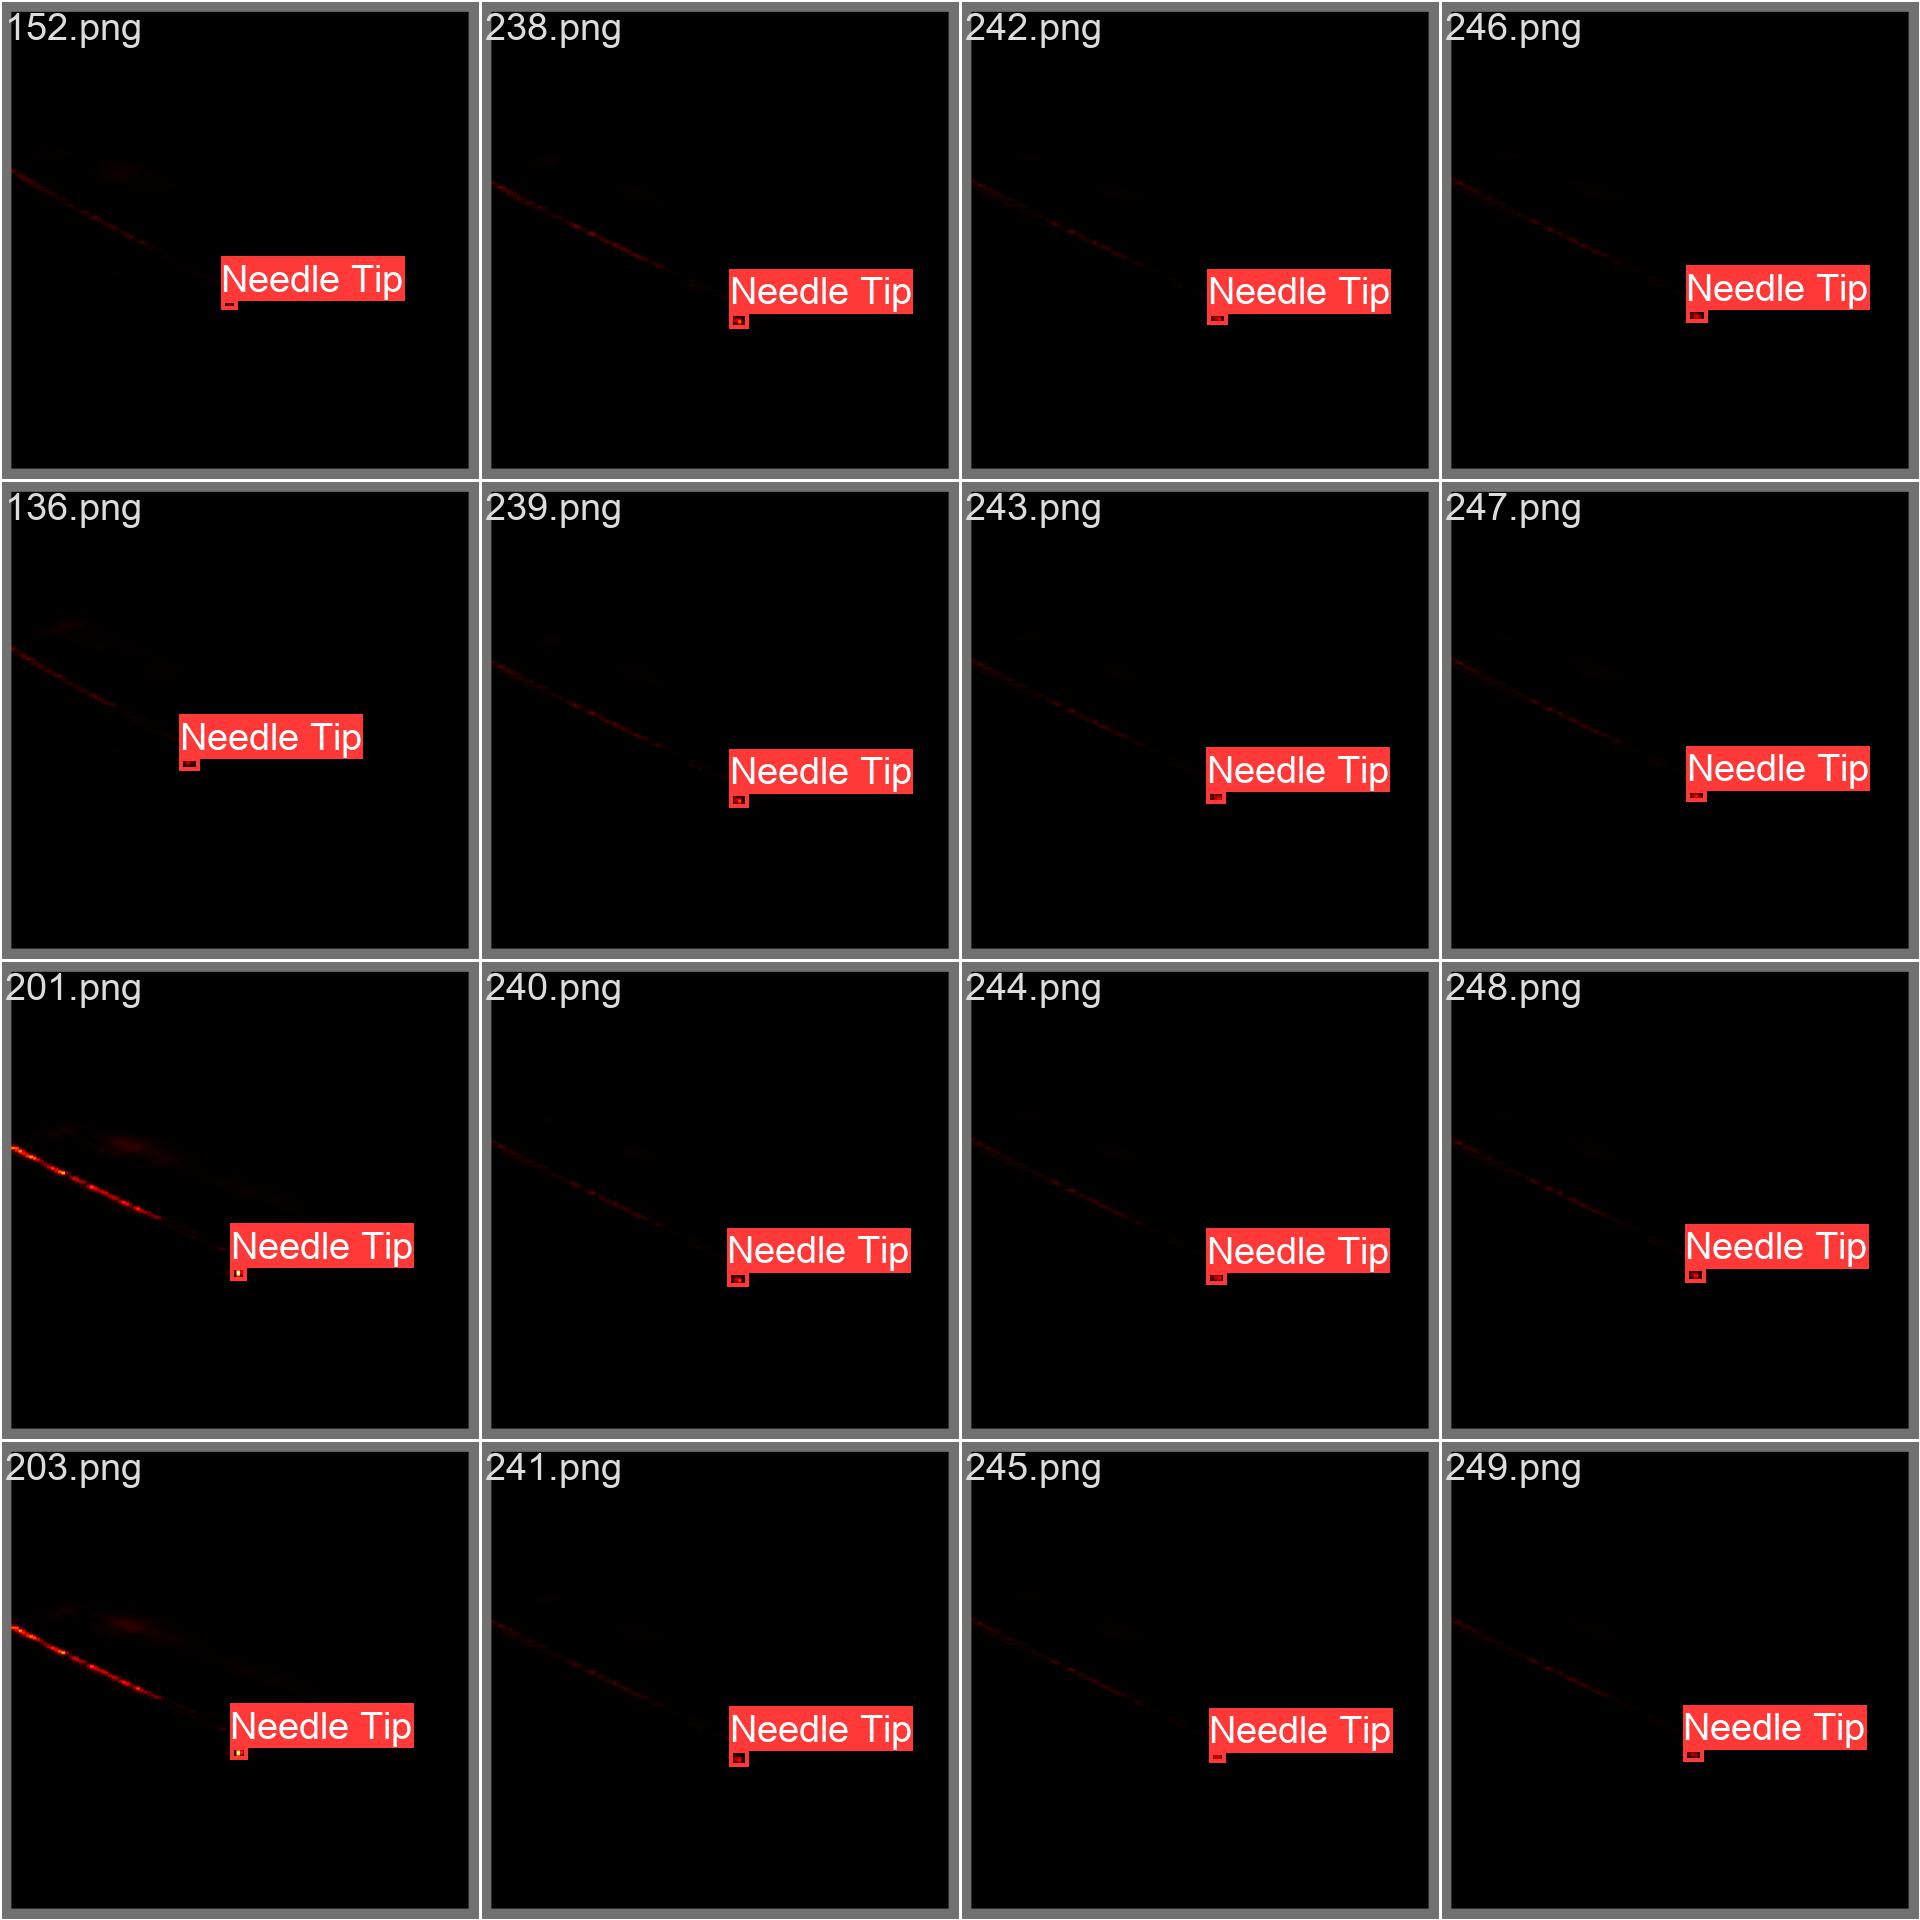 152.png
238.png
242.png
246.png
Needle Tip
Needle Tip
Needle Tip
Needle Tip
136.png
239.png
243.png
247.png
Needle Tip
Needle Tip
Needle Tip
Needle Tip
201.png
240.png
244.png
248.png
Needle Tip
Needle Tip
Needle Tip
Needle Tip
203.png
241.png
245.png
249.png
Needle Tip
Needle Tip
Needle Tip
Needle Tip